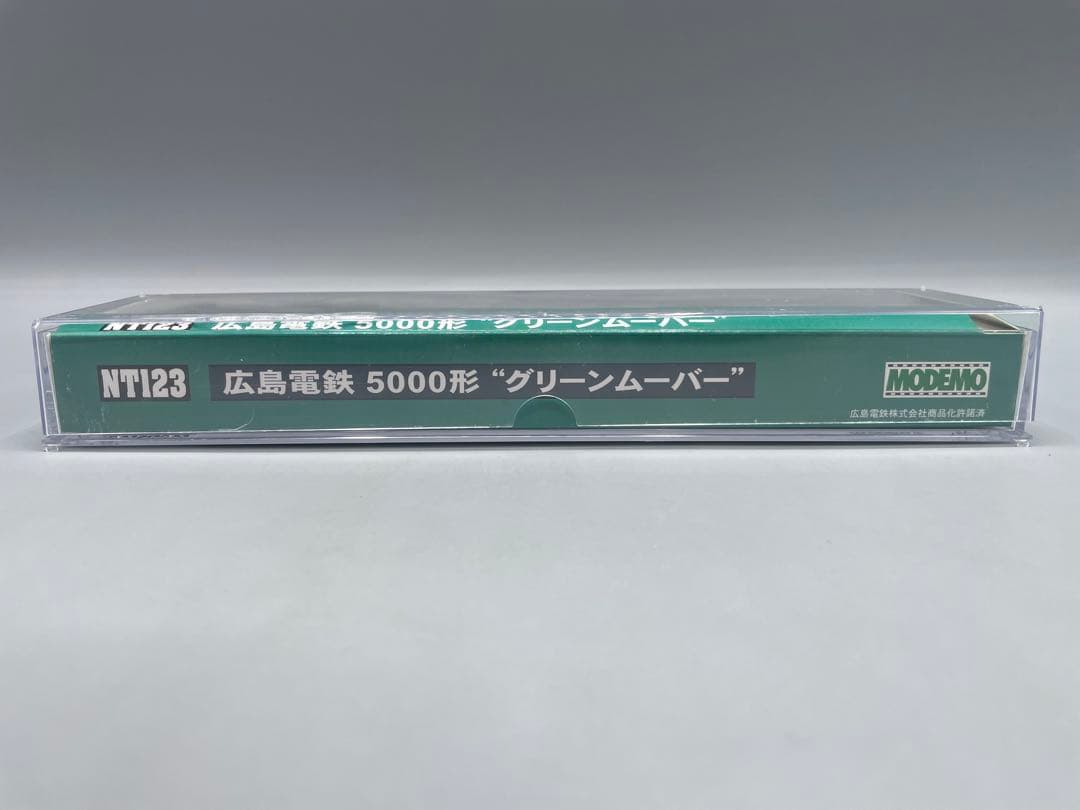 NT123 広島電鉄 5000形 “グリーンムーバー”
NT123 広島電鉄 5000形 “グリーンムーバー” MODEMO
広島電鉄株式会社商品化許諾済